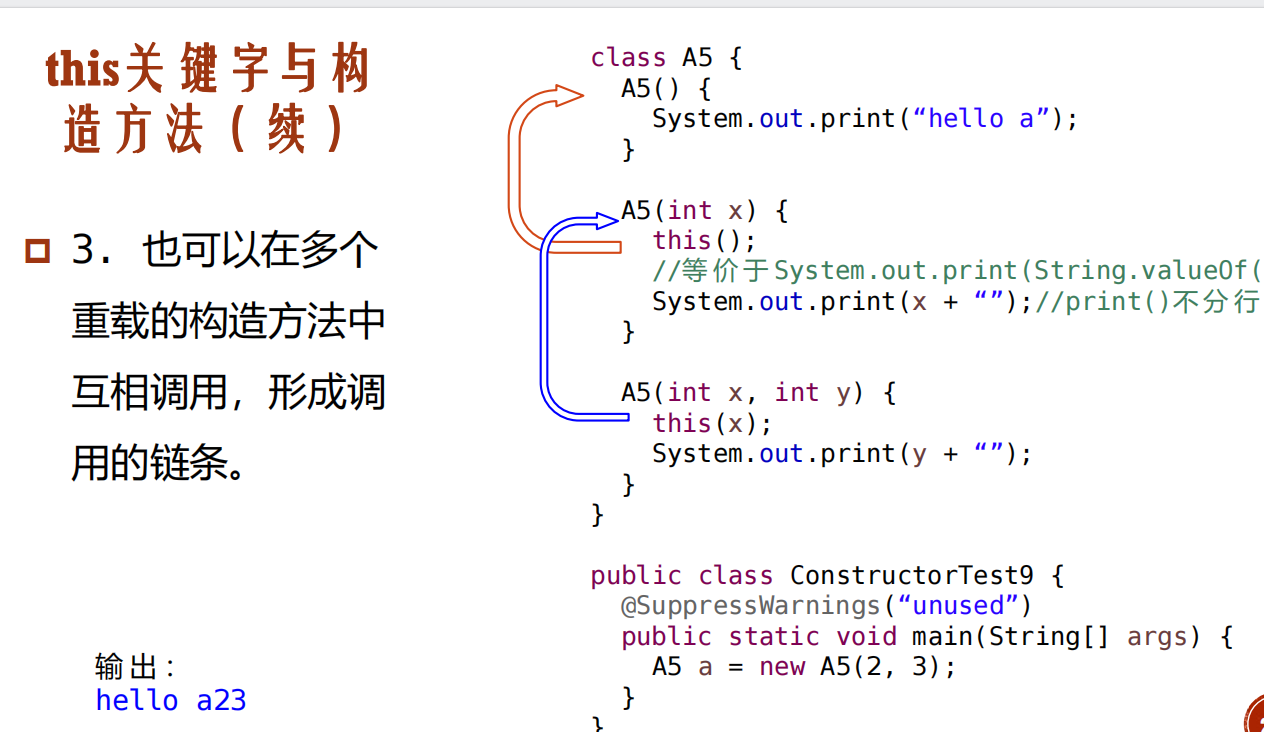 this关键字与构
造方法（续）
3. 也可以在多个
重载的构造方法中
互相调用，形成调
用的链条。
输出：
hello a23
class A5 {
A5() {
System.out.print(“hello a”);
}
A5(int x) {
this();
//等价于System.out.print(String.valueOf(
System.out.print(x + “”);//print()不分行
}
A5(int x, int y) {
this(x);
System.out.print(y + “”);
}
}
public class ConstructorTest9 {
@SuppressWarnings(“unused”)
public static void main(String[] args) {
A5 a = new A5(2, 3);
}
}